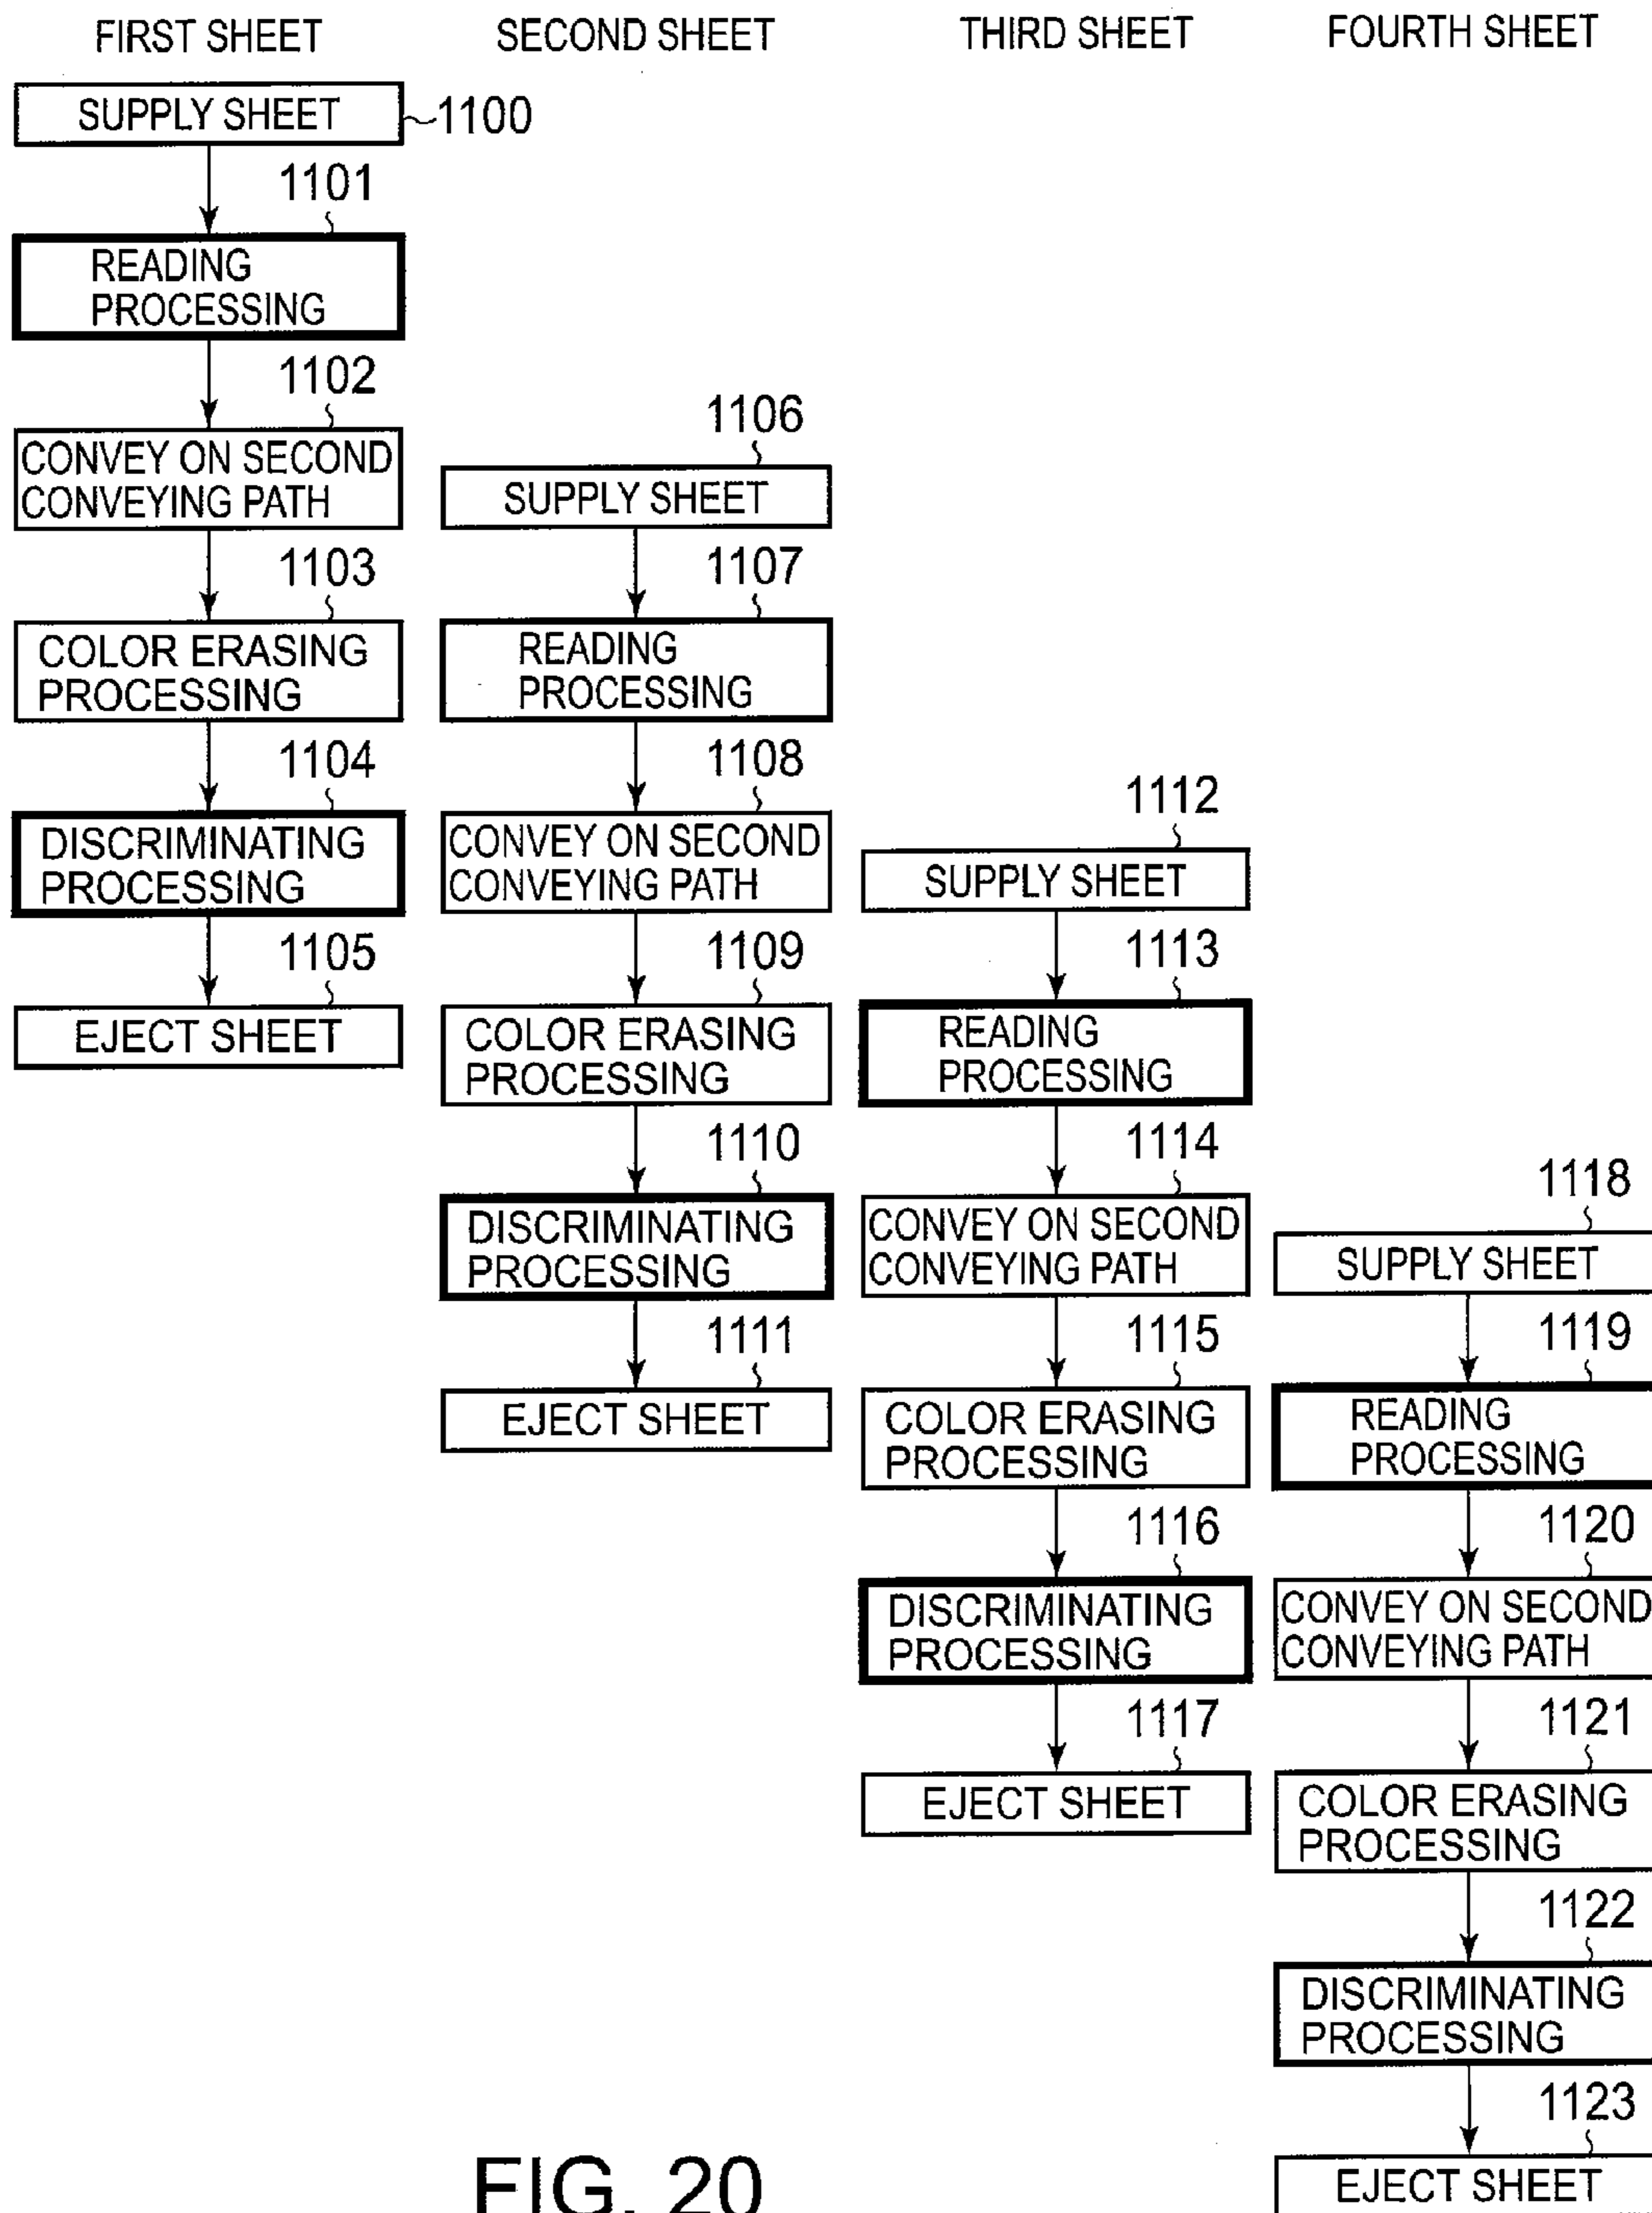 FIRST SHEET
SUPPLY SHEET
1100
1101
READING
PROCESSING
1102
CONVEY ON SECOND
CONVEYING PATH
1103
COLOR ERASING
PROCESSING
1104
DISCRIMINATING
PROCESSING
1105
EJECT SHEET
SECOND SHEET
1106
SUPPLY SHEET
1107
READING
PROCESSING
1108
CONVEY ON SECOND
CONVEYING PATH
1109
COLOR ERASING
PROCESSING
1110
DISCRIMINATING
PROCESSING
1111
EJECT SHEET
THIRD SHEET
1112
SUPPLY SHEET
1113
READING
PROCESSING
1114
CONVEY ON SECOND
CONVEYING PATH
1115
COLOR ERASING
PROCESSING
1116
DISCRIMINATING
PROCESSING
1117
EJECT SHEET
FOURTH SHEET
1118
SUPPLY SHEET
1119
READING
PROCESSING
1120
CONVEY ON SECOND
CONVEYING PATH
1121
COLOR ERASING
PROCESSING
1122
DISCRIMINATING
PROCESSING
1123
EJECT SHEET
FIG. 20